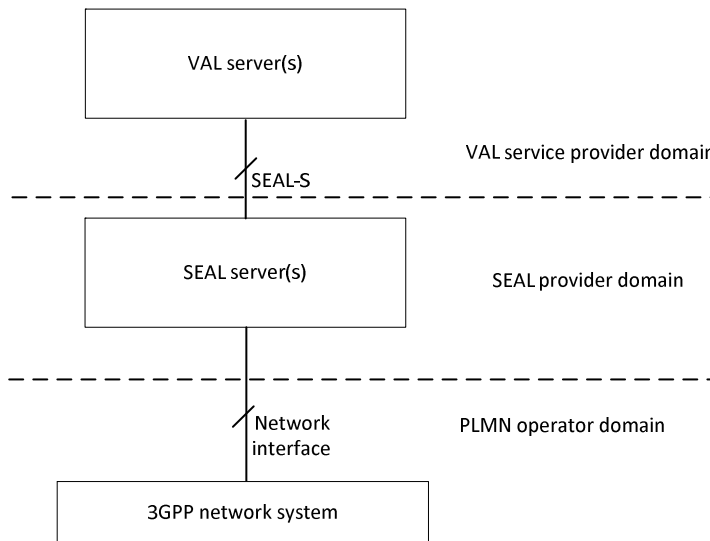 VAL server(s)
VAL service provider domain
SEAL-S
SEAL server(s)
SEAL provider domain
Network
interface
PLMN operator domain
3GPP network system